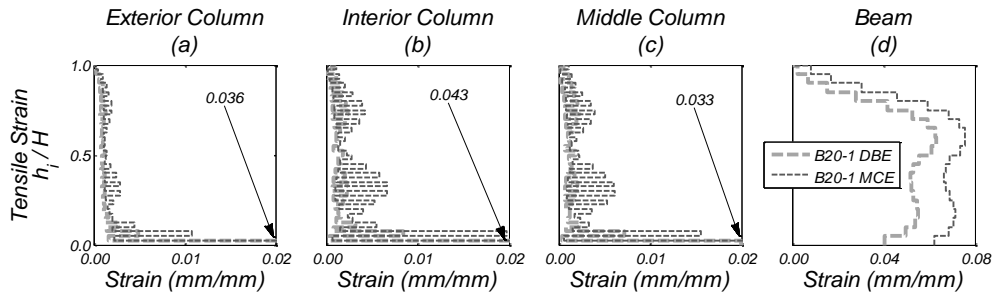 Exterior Column
(a)
Interior Column
(b)
Middle Column
(c)
Beam
(d)
Tensile Strain
h_i / H
1.0
0.5
0.0
0.036
0.00 0.01 0.02
Strain (mm/mm)
0.043
0.00 0.01 0.02
Strain (mm/mm)
0.033
0.00 0.01 0.02
Strain (mm/mm)
B20-1 DBE
B20-1 MCE
0.00 0.04 0.08
Strain (mm/mm)